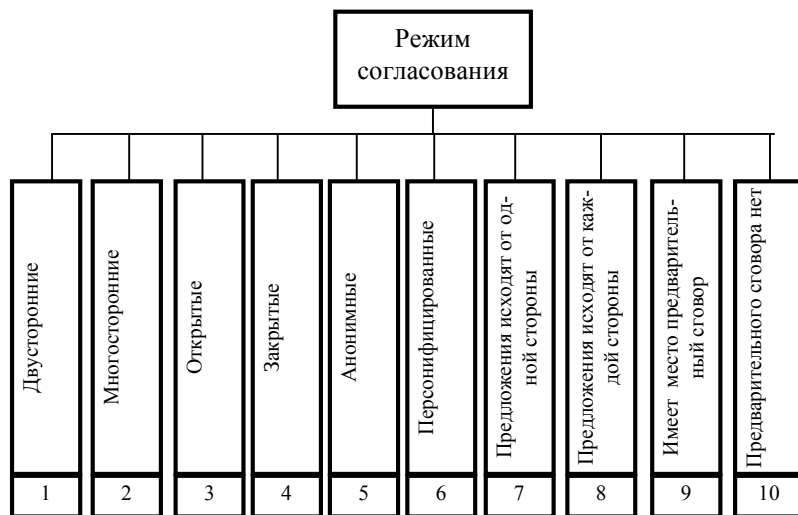 Режим
согласования
Двусторонние
Многосторонние
Открытые
Закрытые
Анонимные
Персонифицированные
Предложения исходят от од-
ной стороны
Предложения исходят от каж-
дой стороны
Имеет место предваритель-
ный сговор
Предварительного сговора нет
1
2
3
4
5
6
7
8
9
10